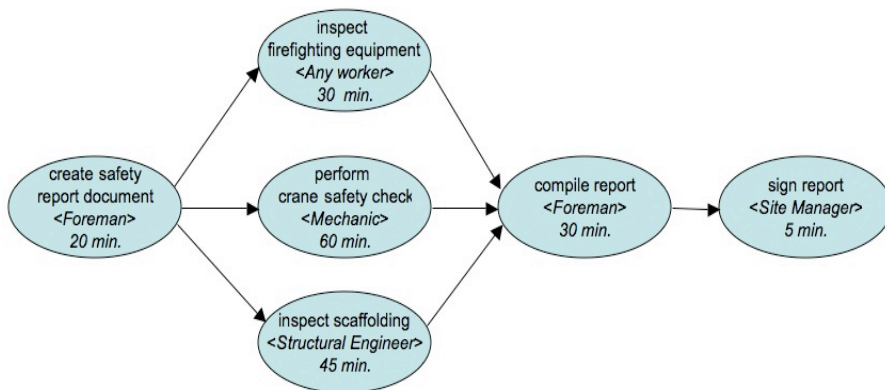 inspect
firefighting equipment
<Any worker>
30 min.
create safety
report document
<Foreman>
20 min.
perform
crane safety check
<Mechanic>
60 min.
compile report
<Foreman>
30 min.
sign report
<Site Manager>
5 min.
inspect scaffolding
<Structural Engineer>
45 min.